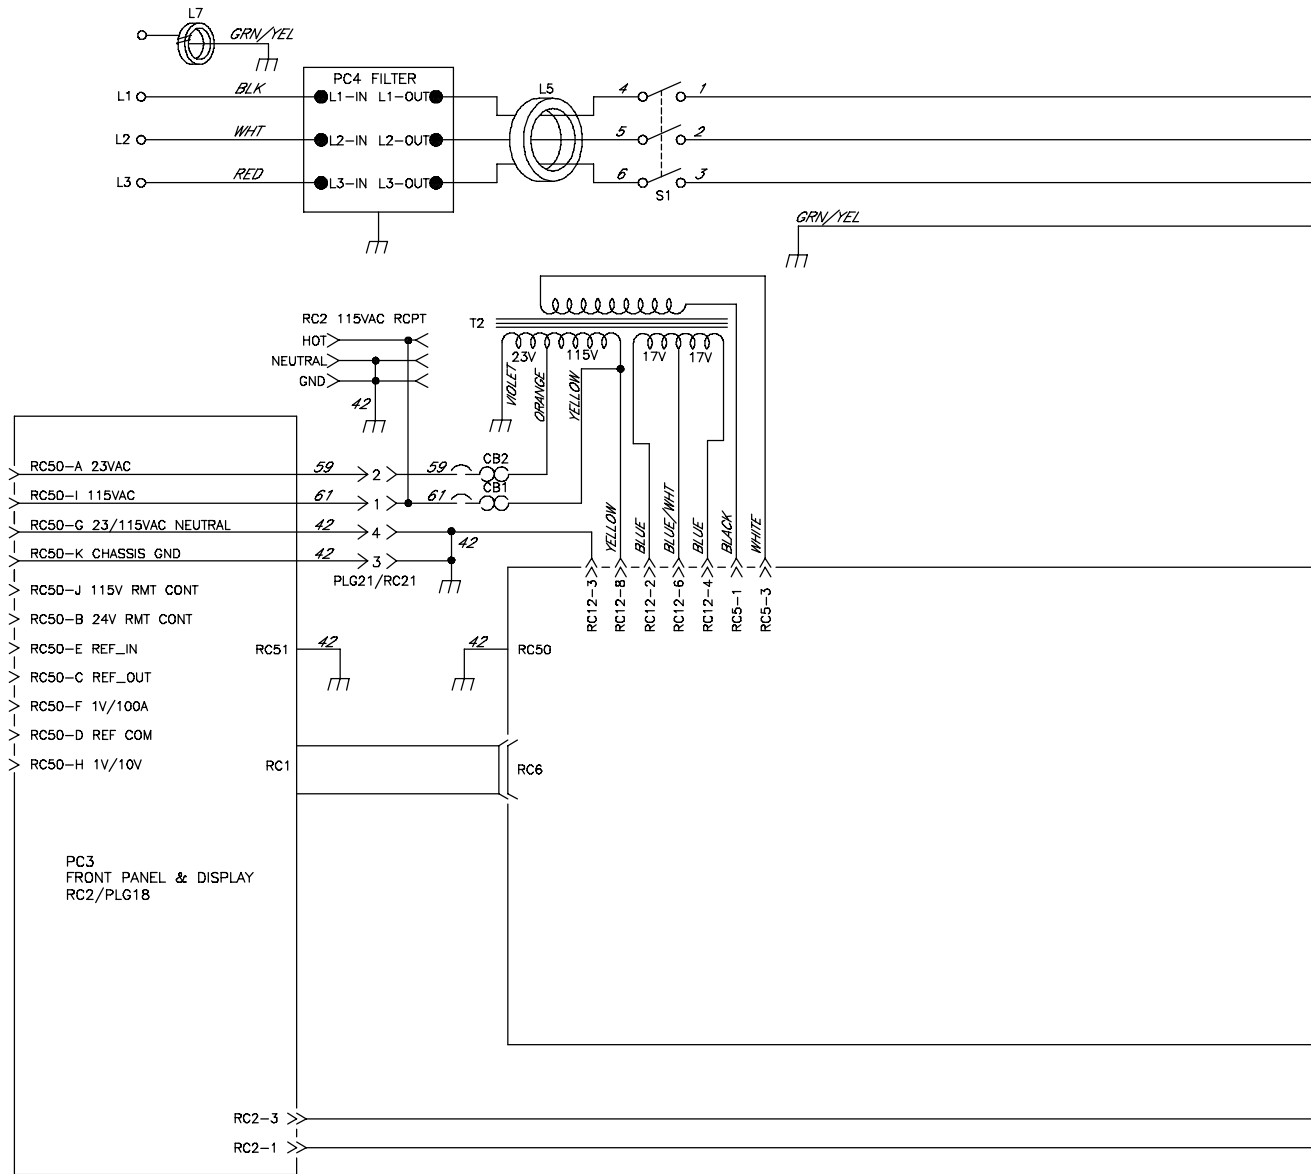 L7
GRN/YEL
PC4 FILTER
L1 BLK L1-IN L1-OUT L5 4 1
L2 WHT L2-IN L2-OUT 5 2
L3 RED L3-IN L3-OUT 6 3
S1
GRN/YEL
RC2 115VAC RCPT
T2
HOT
NEUTRAL
GND
42
23V 115V 17V 17V
VIOLET
ORANGE
YELLOW
RC50-A 23VAC 59 2 59 CB2
RC50-I 115VAC 61 1 61 CB1
RC50-G 23/115VAC NEUTRAL 42 4
42
RC50-K CHASSIS GND 42 3
PLG21/RC21
YELLOW
BLUE
BLUE/WHT
BLUE
BLACK
WHITE
RC12-3
RC12-8
RC12-2
RC12-6
RC12-4
RC5-1
RC5-3
RC50-J 115V RMT CONT
RC50-B 24V RMT CONT
RC50-E REF_IN
RC51 42 42 RC50
RC50-C REF_OUT
RC50-F 1V/100A
RC50-D REF COM
RC50-H 1V/10V
RC1 RC6
PC3
FRONT PANEL & DISPLAY
RC2/PLG18
RC2-3
RC2-1